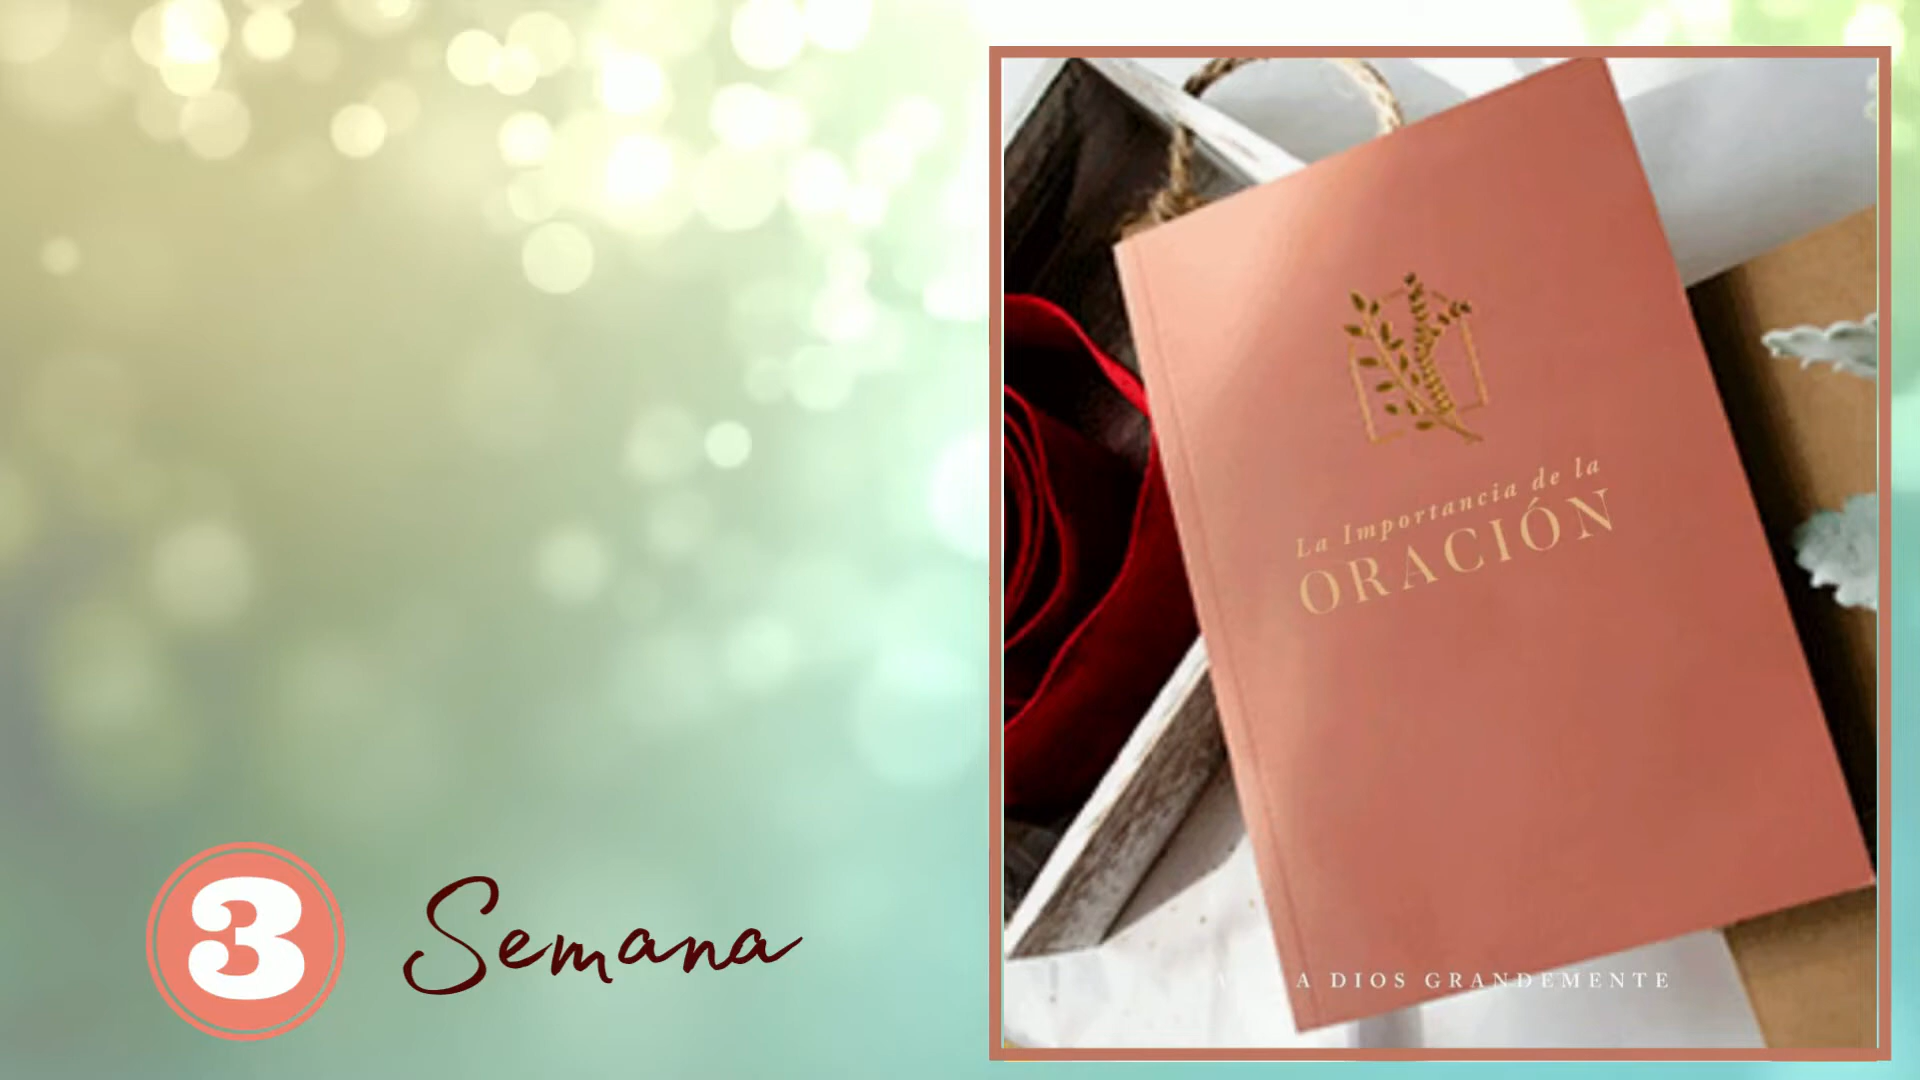 3 Semana
La Importancia de la
ORACIÓN
A DIOS GRANDEMENTE